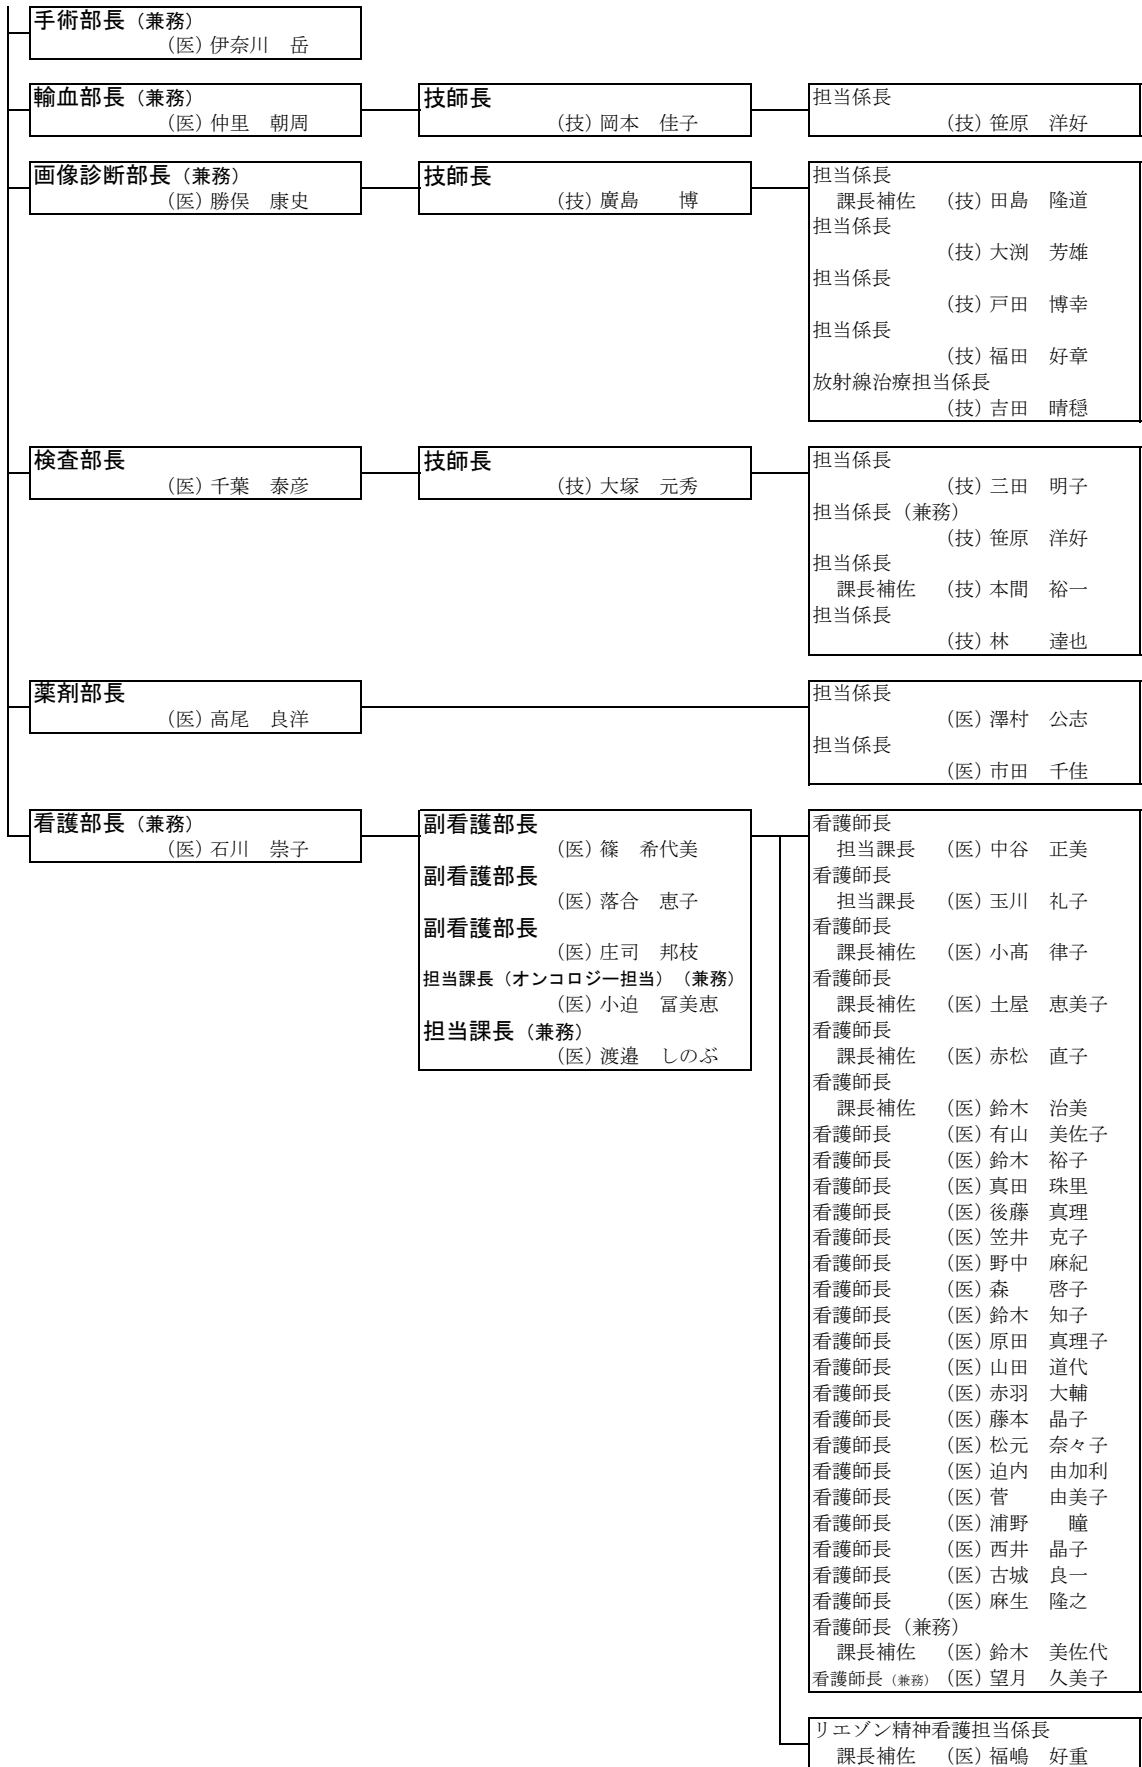 手術部長（兼務）
（医）伊奈川　岳
輸血部長（兼務）
（医）仲里　朝周
技師長
（技）岡本　佳子
担当係長
（技）笹原　洋好
画像診断部長（兼務）
（医）勝俣　康史
技師長
（技）廣島　　博
担当係長
課長補佐　（技）田島　隆道
担当係長
（技）大渕　芳雄
担当係長
（技）戸田　博幸
担当係長
（技）福田　好章
放射線治療担当係長
（技）吉田　晴穏
検査部長
（医）千葉　泰彦
技師長
（技）大塚　元秀
担当係長
（技）三田　明子
担当係長（兼務）
（技）笹原　洋好
担当係長
課長補佐　（技）本間　裕一
担当係長
（技）林　　達也
薬剤部長
（医）高尾　良洋
担当係長
（医）澤村　公志
担当係長
（医）市田　千佳
看護部長（兼務）
（医）石川　崇子
副看護部長
（医）篠　希代美
副看護部長
（医）落合　恵子
副看護部長
（医）庄司　邦枝
担当課長（オンコロジー担当）（兼務）
（医）小迫　冨美恵
担当課長（兼務）
（医）渡邉　しのぶ
看護師長
担当課長　（医）中谷　正美
看護師長
担当課長　（医）玉川　礼子
看護師長
課長補佐　（医）小髙　律子
看護師長
課長補佐　（医）土屋　恵美子
看護師長
課長補佐　（医）赤松　直子
看護師長
課長補佐　（医）鈴木　治美
看護師長　（医）有山　美佐子
看護師長　（医）鈴木　裕子
看護師長　（医）真田　珠里
看護師長　（医）後藤　真理
看護師長　（医）笠井　克子
看護師長　（医）野中　麻紀
看護師長　（医）森　　啓子
看護師長　（医）鈴木　知子
看護師長　（医）原田　真理子
看護師長　（医）山田　道代
看護師長　（医）赤羽　大輔
看護師長　（医）藤本　晶子
看護師長　（医）松元　奈々子
看護師長　（医）迫内　由加利
看護師長　（医）菅　　由美子
看護師長　（医）浦野　　瞳
看護師長　（医）西井　晶子
看護師長　（医）古城　良一
看護師長　（医）麻生　隆之
看護師長（兼務）
課長補佐　（医）鈴木　美佐代
看護師長（兼務）（医）望月　久美子
リエゾン精神看護担当係長
課長補佐　（医）福嶋　好重